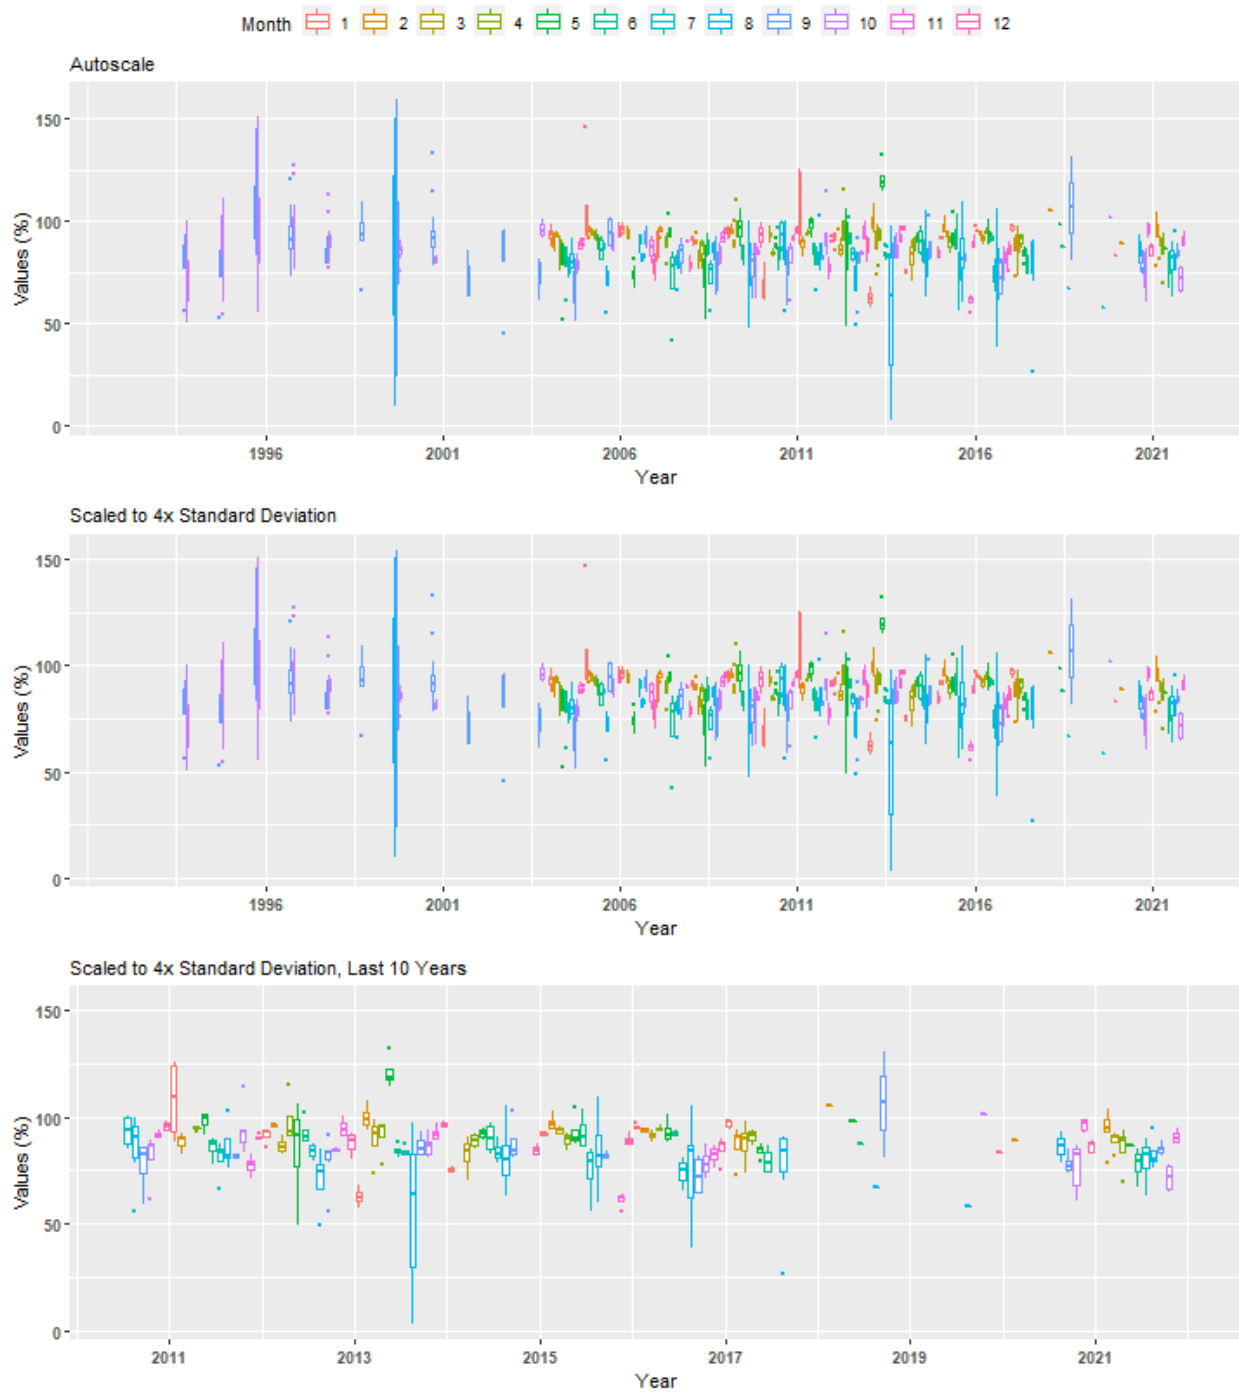 Month 1 2 3 4 5 6 7 8 9 10 11 12
Autoscale
150
100
50
0
Values (%)
1996 2001 2006 2011 2016 2021
Year
Scaled to 4x Standard Deviation
150
100
50
0
Values (%)
1996 2001 2006 2011 2016 2021
Year
Scaled to 4x Standard Deviation, Last 10 Years
150
100
50
0
Values (%)
2011 2013 2015 2017 2019 2021
Year